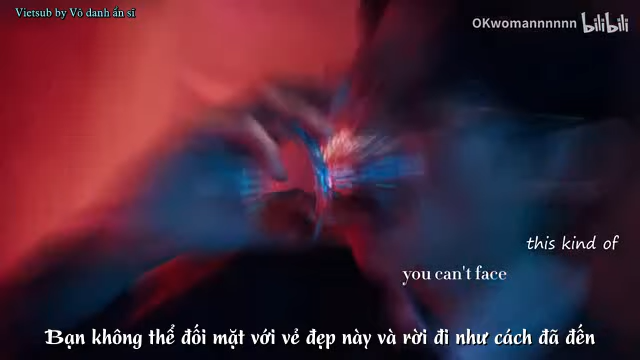 Vietsub by Vô danh ẩn sĩ
OKwomannnnnn bilibili
this kind of
you can't face
Bạn không thể đối mặt với vẻ đẹp này và rời đi như cách đã đến